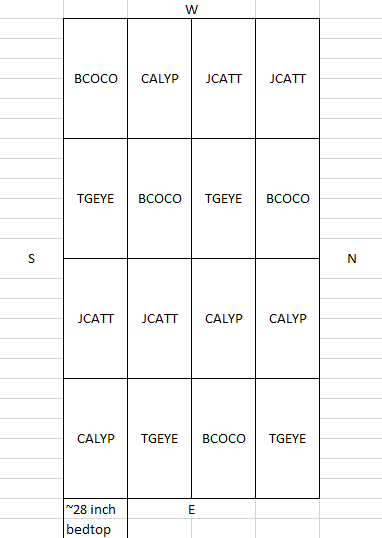 W
BCOCO CALYP JCATT JCATT
TGEYE BCOCO TGEYE BCOCO
S N
JCATT JCATT CALYP CALYP
CALYP TGEYE BCOCO TGEYE
~28 inch E
bedtop